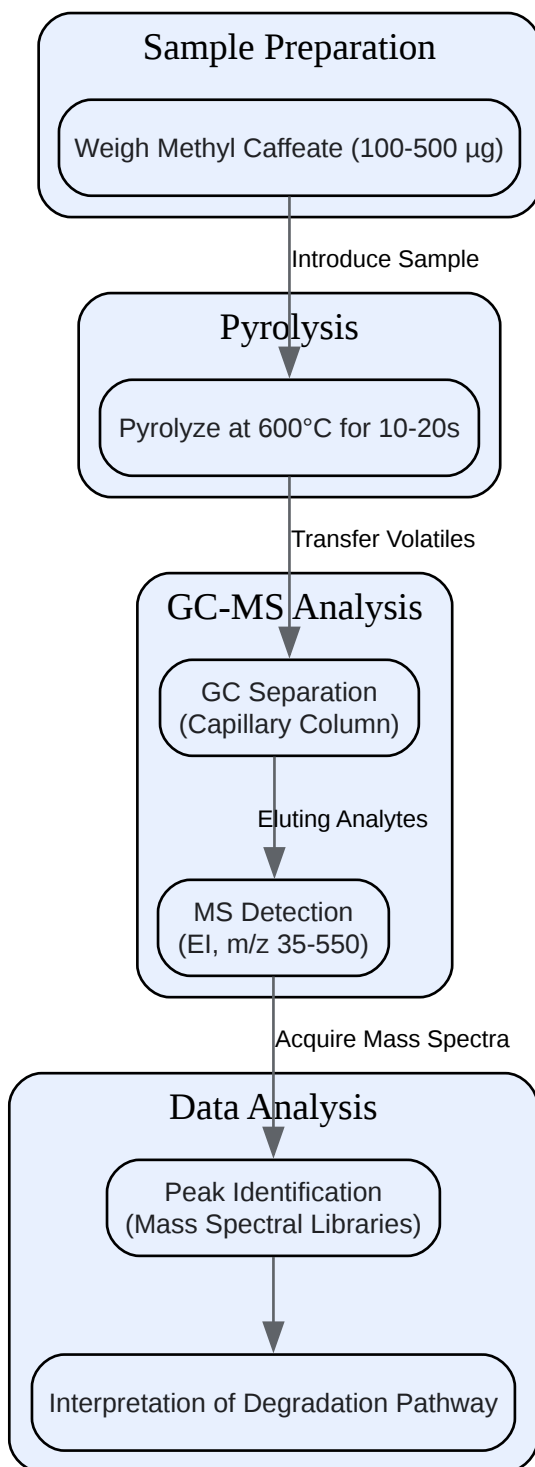 Sample Preparation
Weigh Methyl Caffeate (100-500 µg)
Introduce Sample
Pyrolysis
Pyrolyze at 600°C for 10-20s
Transfer Volatiles
GC-MS Analysis
GC Separation
(Capillary Column)
Eluting Analytes
MS Detection
(EI, m/z 35-550)
Acquire Mass Spectra
Data Analysis
Peak Identification
(Mass Spectral Libraries)
Interpretation of Degradation Pathway